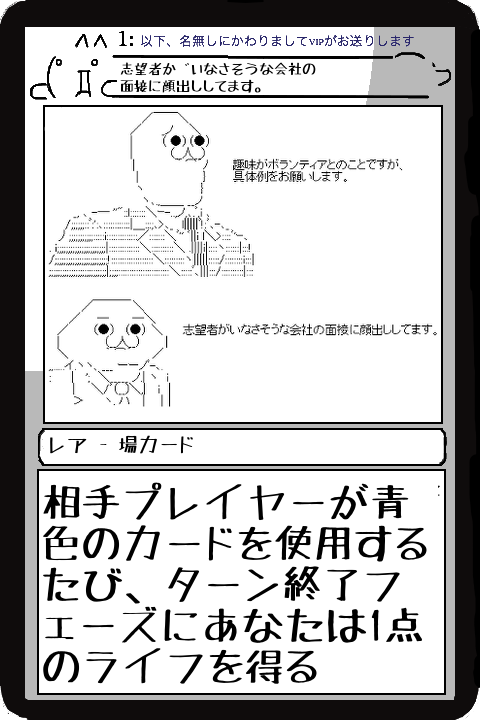 1: 以下、名無しにかわりましてVIPがお送りします
志望者がいなさそうな会社の
面接に顔出ししてます。
趣味がボランティアとのことですが、
具体例をお願いします。
志望者がいなさそうな会社の面接に顔出ししてます。
レア - 場カード
相手プレイヤーが青
色のカードを使用する
たび、ターン終了フ
ェーズにあなたは1点
のライフを得る